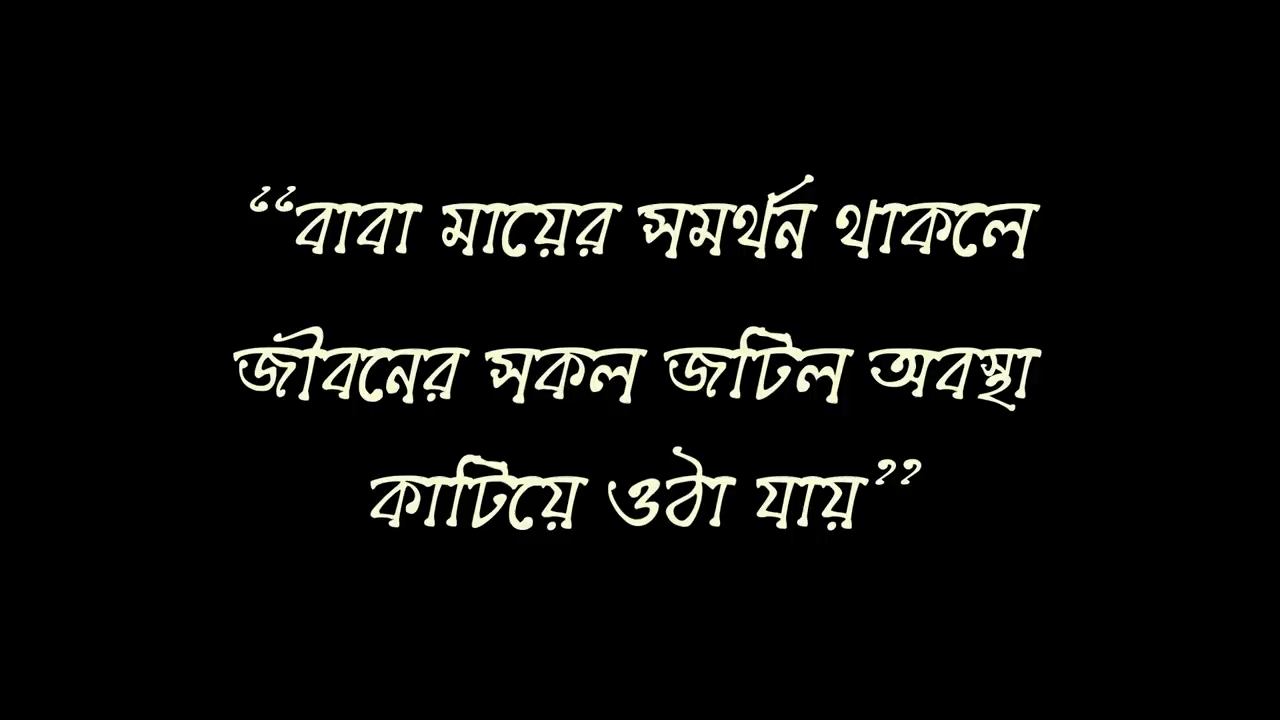 “বাবা মায়ের সমর্থন থাকলে
জীবনের সকল জটিল অবস্থা
কাটিয়ে ওঠা যায়”